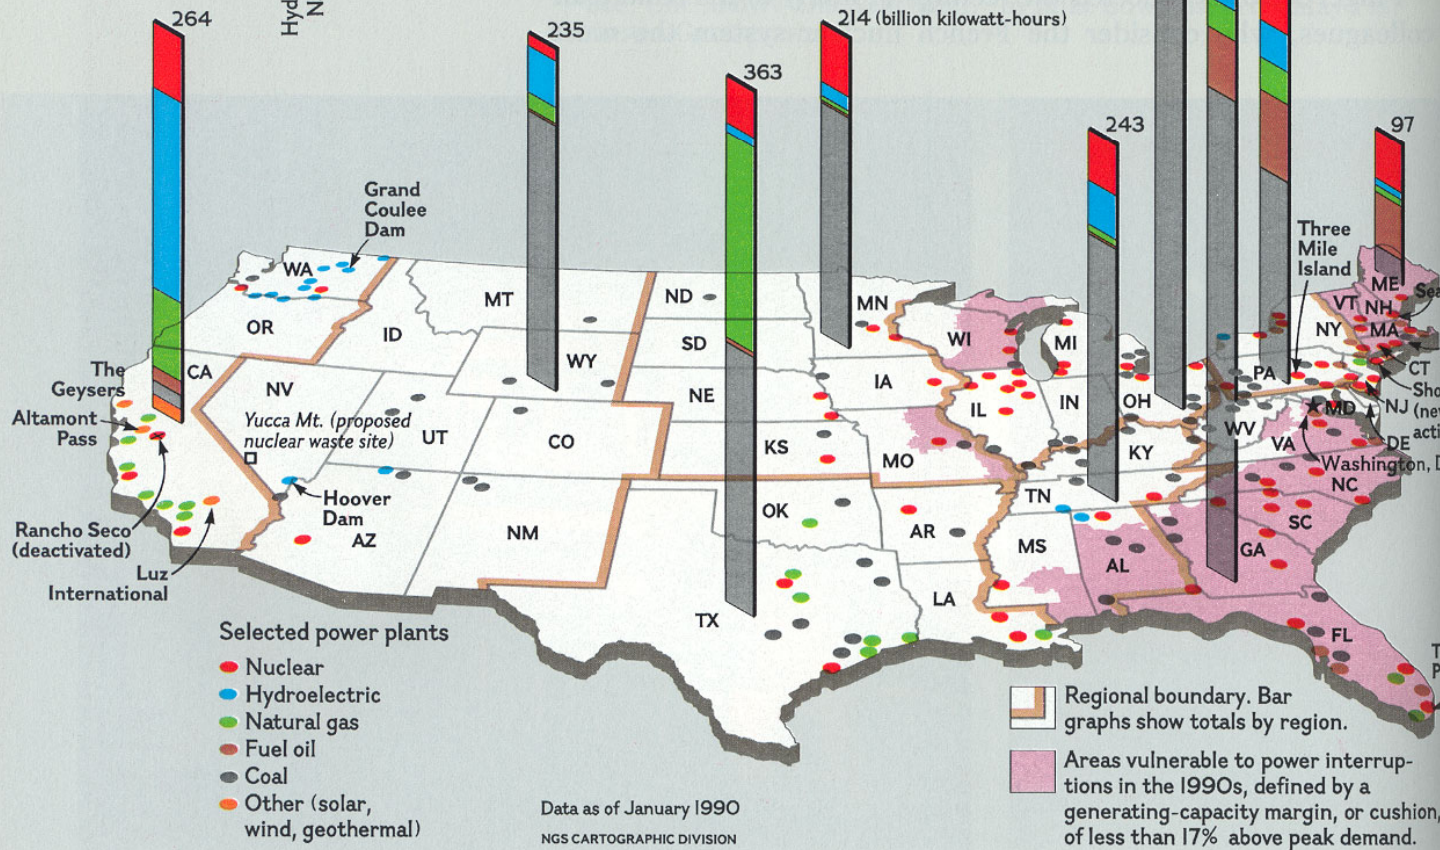 264
Hyd
N
235
363
214 (billion kilowatt-hours)
243
97
Grand
Coulee
Dam
Three
Mile
Island
WA
MT
ND
MN
ME
Sea
VT
NH
OR
ID
SD
WI
MI
NY
MA
The
Geysers
CA
WY
NV
NE
IA
PA
CT
Sho
(new
acti
Altamont
Pass
Yucca Mt. (proposed
nuclear waste site)
UT
CO
KS
MO
IL
IN
OH
WV
VA
MD
NJ
DE
KY
Washington, D
Hoover
Dam
Rancho Seco
(deactivated)
Luz
International
AZ
NM
OK
AR
TN
NC
SC
MS
AL
GA
TX
LA
FL
T
P
Selected power plants
Nuclear
Hydroelectric
Natural gas
Fuel oil
Coal
Other (solar,
wind, geothermal)
Data as of January 1990
NGS CARTOGRAPHIC DIVISION
Regional boundary. Bar
graphs show totals by region.
Areas vulnerable to power interrup-
tions in the 1990s, defined by a
generating-capacity margin, or cushion,
of less than 17% above peak demand.